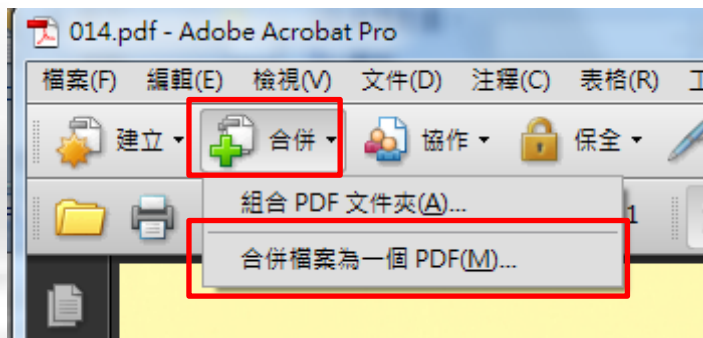 014.pdf - Adobe Acrobat Pro
檔案(F) 編輯(E) 檢視(V) 文件(D) 注釋(C) 表格(R)
建立 合併 協作 保全
組合 PDF 文件夾(A)... 1
合併檔案為一個 PDF(M)...